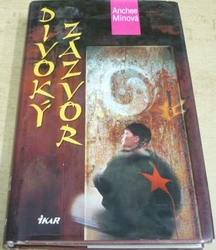 Anchee
Minová
DIVOKÝ
ZÁZVOR
IKAR